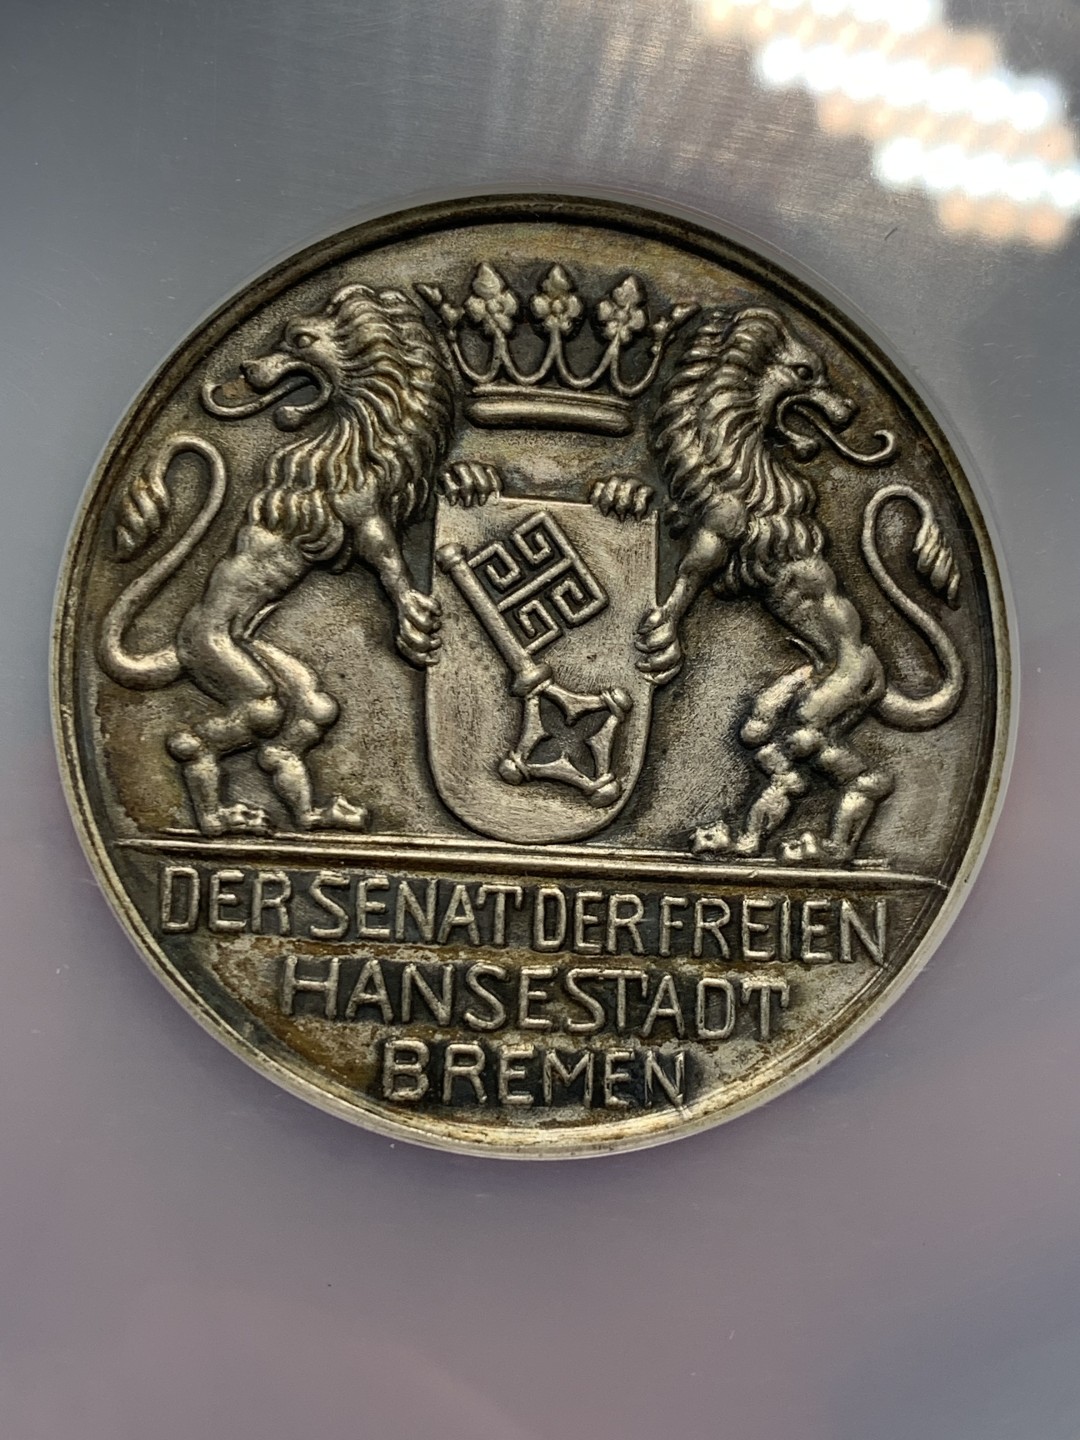 DER SENAT DER FREIEN
HANSESTADT
BREMEN